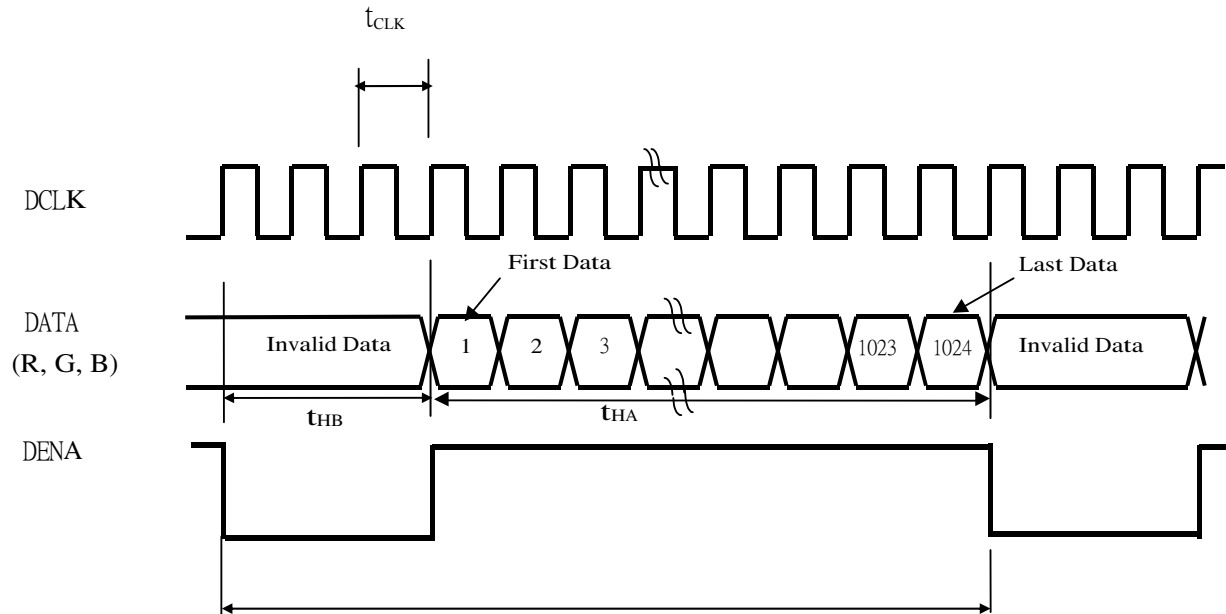 tCLK
DCLK
First Data
Last Data
DATA
(R, G, B)
Invalid Data
1
2
3
1023
1024
Invalid Data
tHB
tHA
DENA